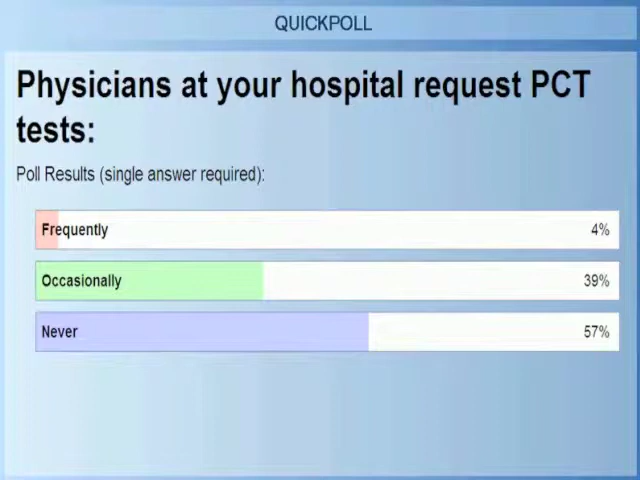 QUICKPOLL
Physicians at your hospital request PCT
tests:
Poll Results (single answer required):
Frequently 4%
Occasionally 39%
Never 57%